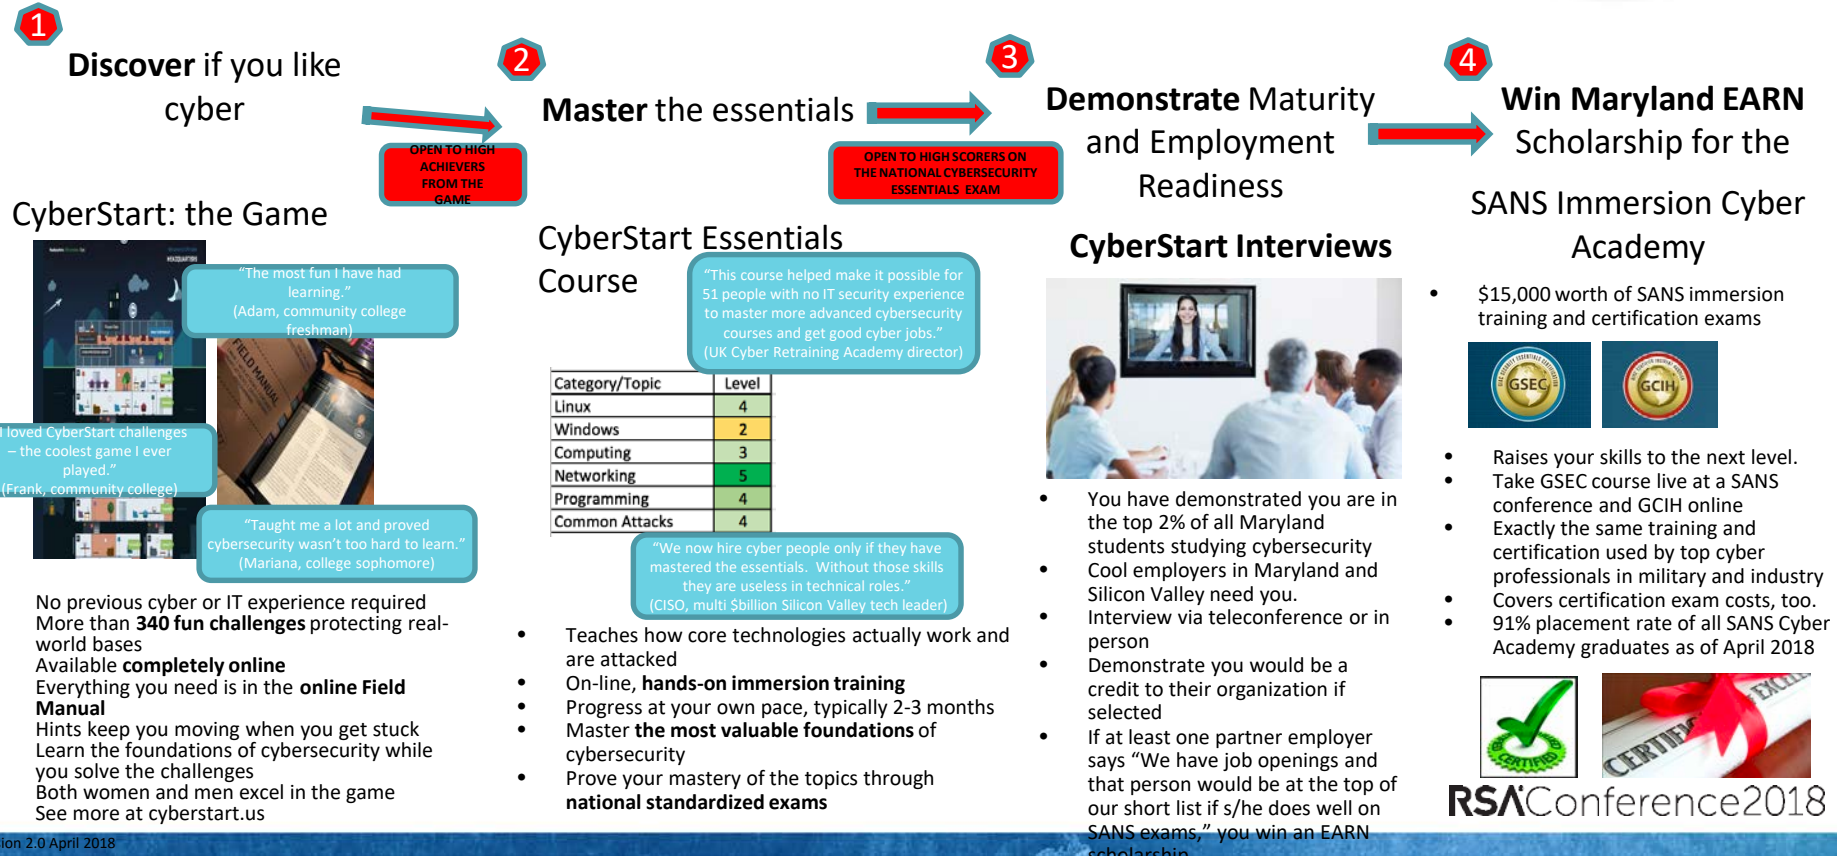 1
Discover if you like
cyber
OPEN TO HIGH
ACHIEVERS
FROM THE
GAME
CyberStart: the Game
"The most fun I have had
learning."
(Adam, community college
freshman)
FIELD MANUAL
I loved CyberStart challenges
– the coolest game I ever
played."
(Frank, community college)
"Taught me a lot and proved
cybersecurity wasn't too hard to learn."
(Mariana, college sophomore)
No previous cyber or IT experience required
More than 340 fun challenges protecting real-
world bases
Available completely online
Everything you need is in the online Field
Manual
Hints keep you moving when you get stuck
Learn the foundations of cybersecurity while
you solve the challenges
Both women and men excel in the game
See more at cyberstart.us
2
Master the essentials
OPEN TO HIGH SCORERS ON
THE NATIONAL CYBERSECURITY
ESSENTIALS EXAM
CyberStart Essentials
Course
"This course helped make it possible for
51 people with no IT security experience
to master more advanced cybersecurity
courses and get good cyber jobs."
(UK Cyber Retraining Academy director)
Category/Topic Level
Linux 4
Windows 2
Computing 3
Networking 5
Programming 4
Common Attacks 4
"We now hire cyber people only if they have
mastered the essentials. Without those skills
they are useless in technical roles."
(CISO, multi $billion Silicon Valley tech leader)
• Teaches how core technologies actually work and
are attacked
• On-line, hands-on immersion training
• Progress at your own pace, typically 2-3 months
• Master the most valuable foundations of
cybersecurity
• Prove your mastery of the topics through
national standardized exams
3
Demonstrate Maturity
and Employment
Readiness
CyberStart Interviews
• You have demonstrated you are in
the top 2% of all Maryland
students studying cybersecurity
• Cool employers in Maryland and
Silicon Valley need you.
• Interview via teleconference or in
person
• Demonstrate you would be a
credit to their organization if
selected
• If at least one partner employer
says "We have job openings and
that person would be at the top of
our short list if s/he does well on
SANS exams," you win an EARN
scholarship
4
Win Maryland EARN
Scholarship for the
SANS Immersion Cyber
Academy
• $15,000 worth of SANS immersion
training and certification exams
GSEC
GCIH
• Raises your skills to the next level.
• Take GSEC course live at a SANS
conference and GCIH online
• Exactly the same training and
certification used by top cyber
professionals in military and industry
• Covers certification exam costs, too.
• 91% placement rate of all SANS Cyber
Academy graduates as of April 2018
CERTIFIED
RSAConference2018
sion 2.0 April 2018